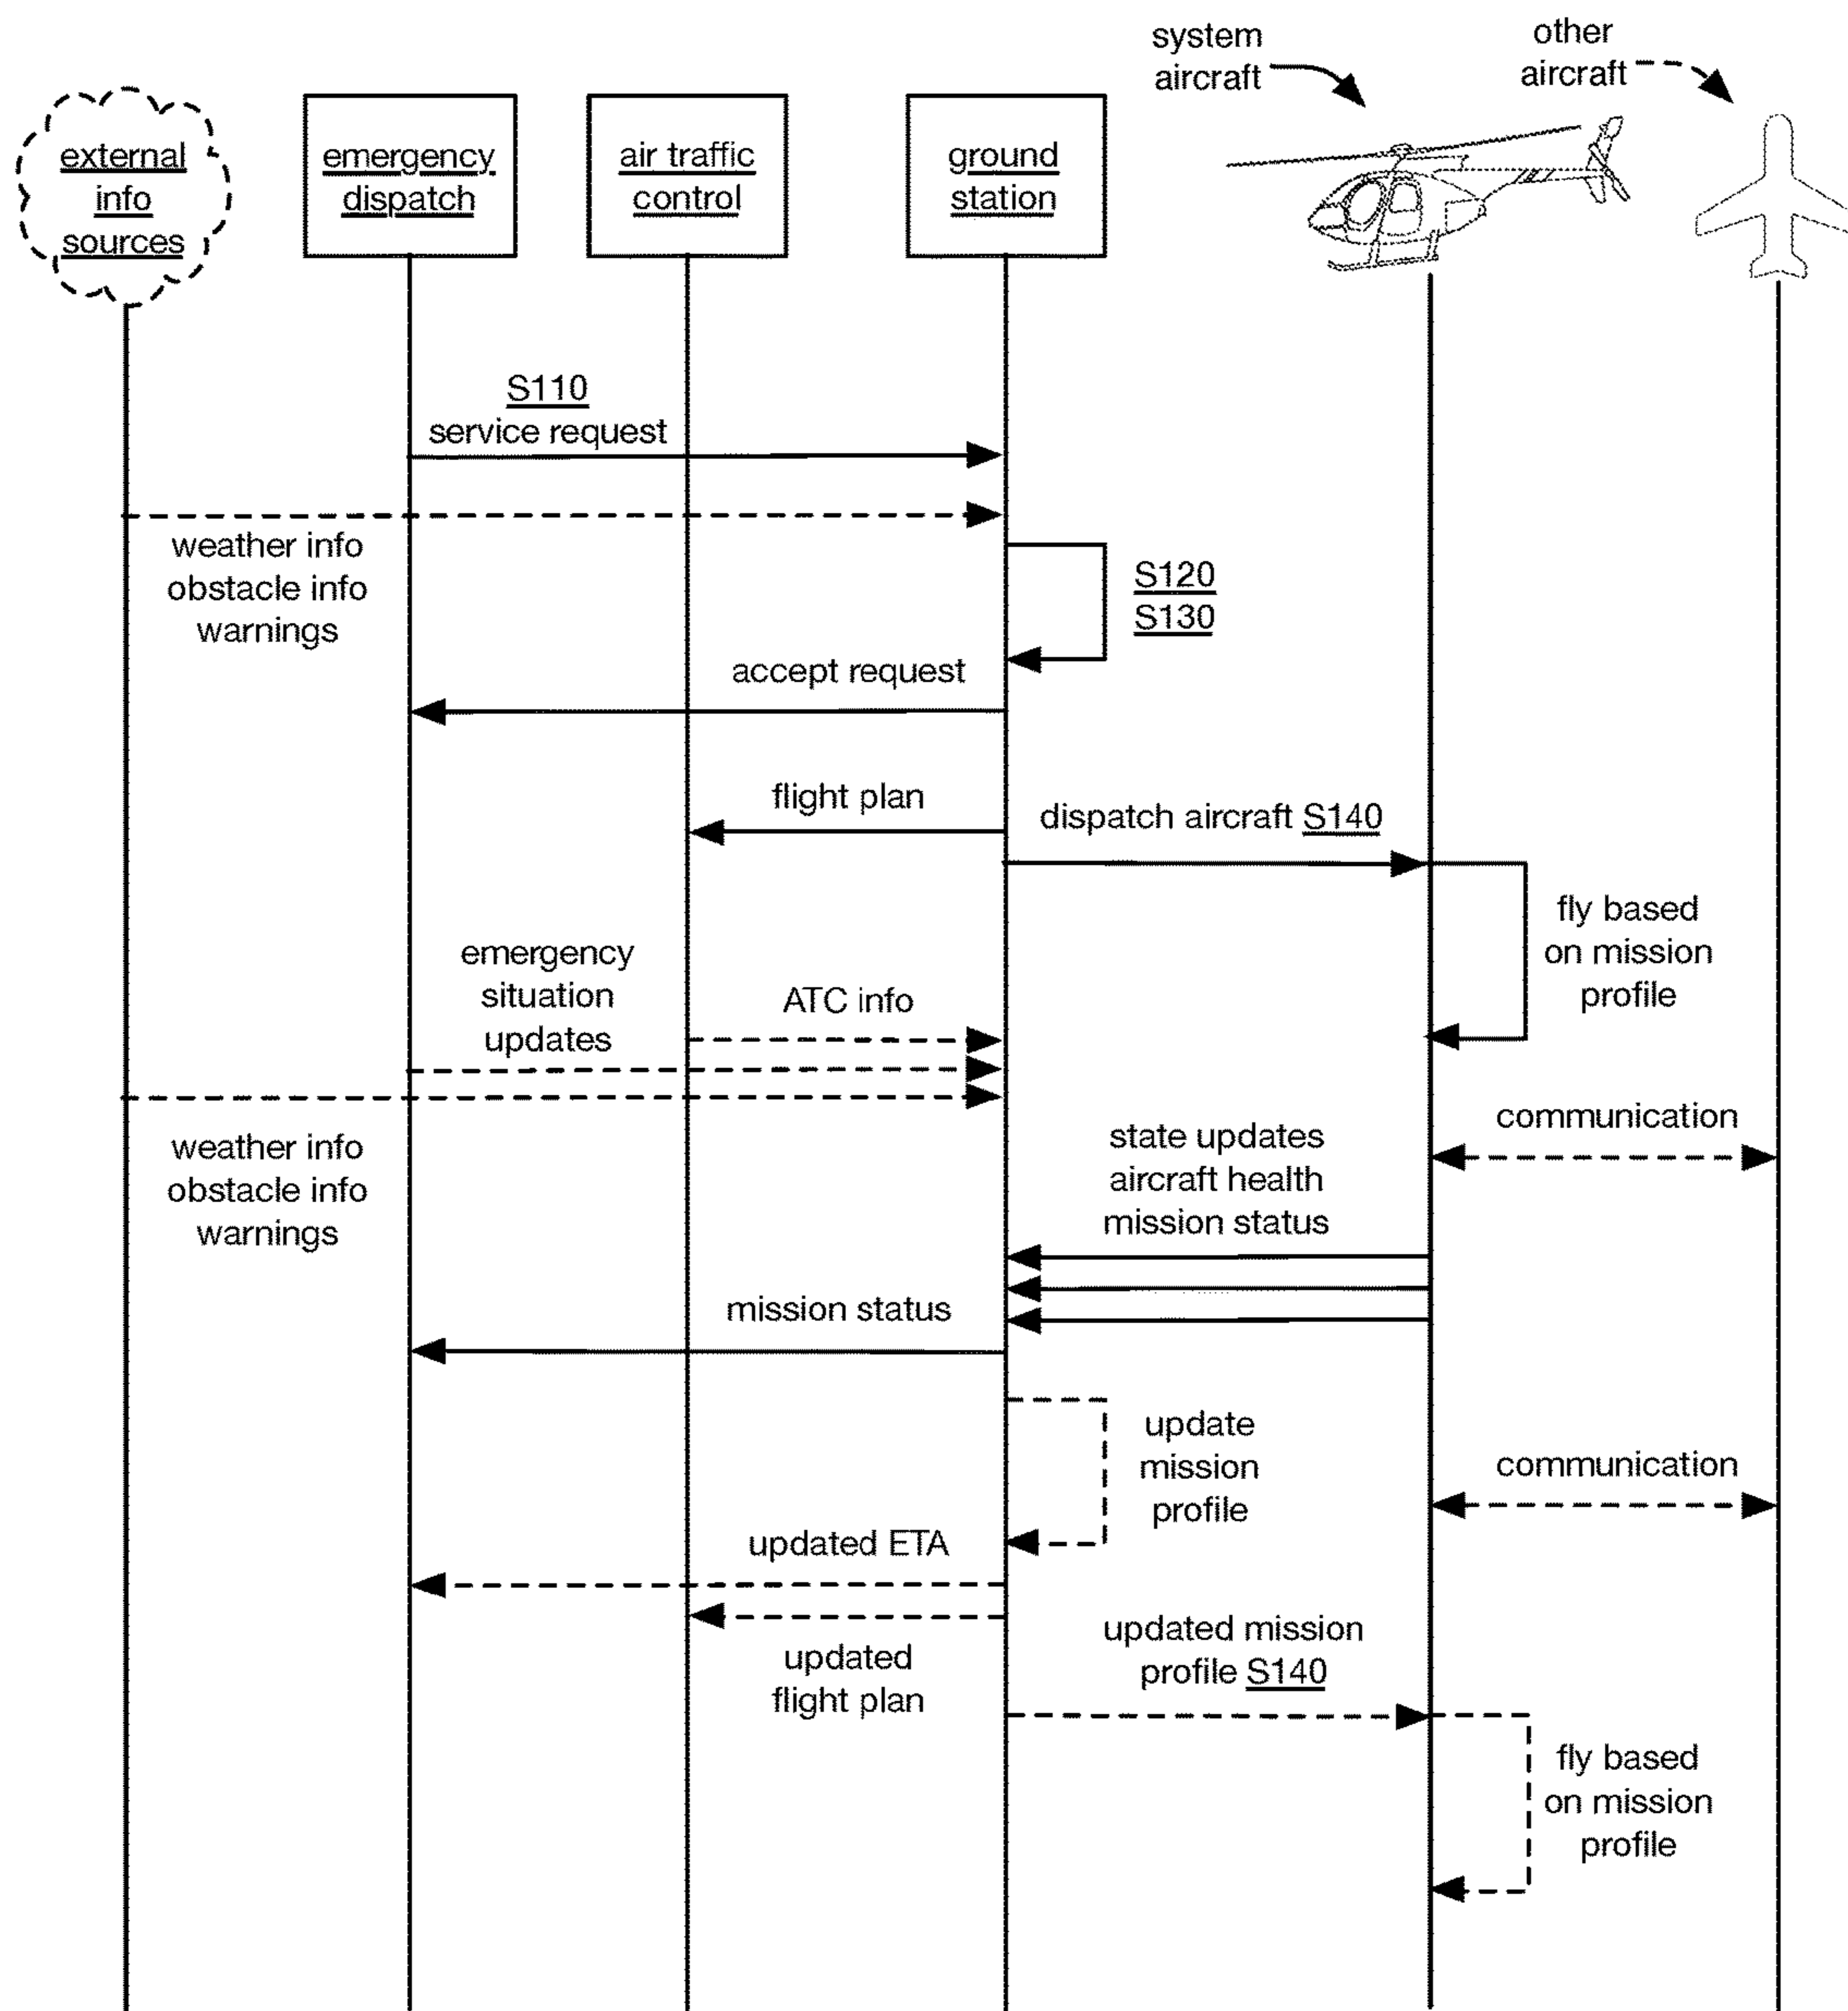 system
aircraft
other
aircraft
external
info
sources
emergency
dispatch
air traffic
control
ground
station
S110
service request
weather info
obstacle info
warnings
S120
S130
accept request
flight plan
dispatch aircraft S140
fly based
on mission
profile
emergency
situation
updates
ATC info
communication
weather info
obstacle info
warnings
state updates
aircraft health
mission status
mission status
update
mission
profile
communication
updated ETA
updated
flight plan
updated mission
profile S140
fly based
on mission
profile